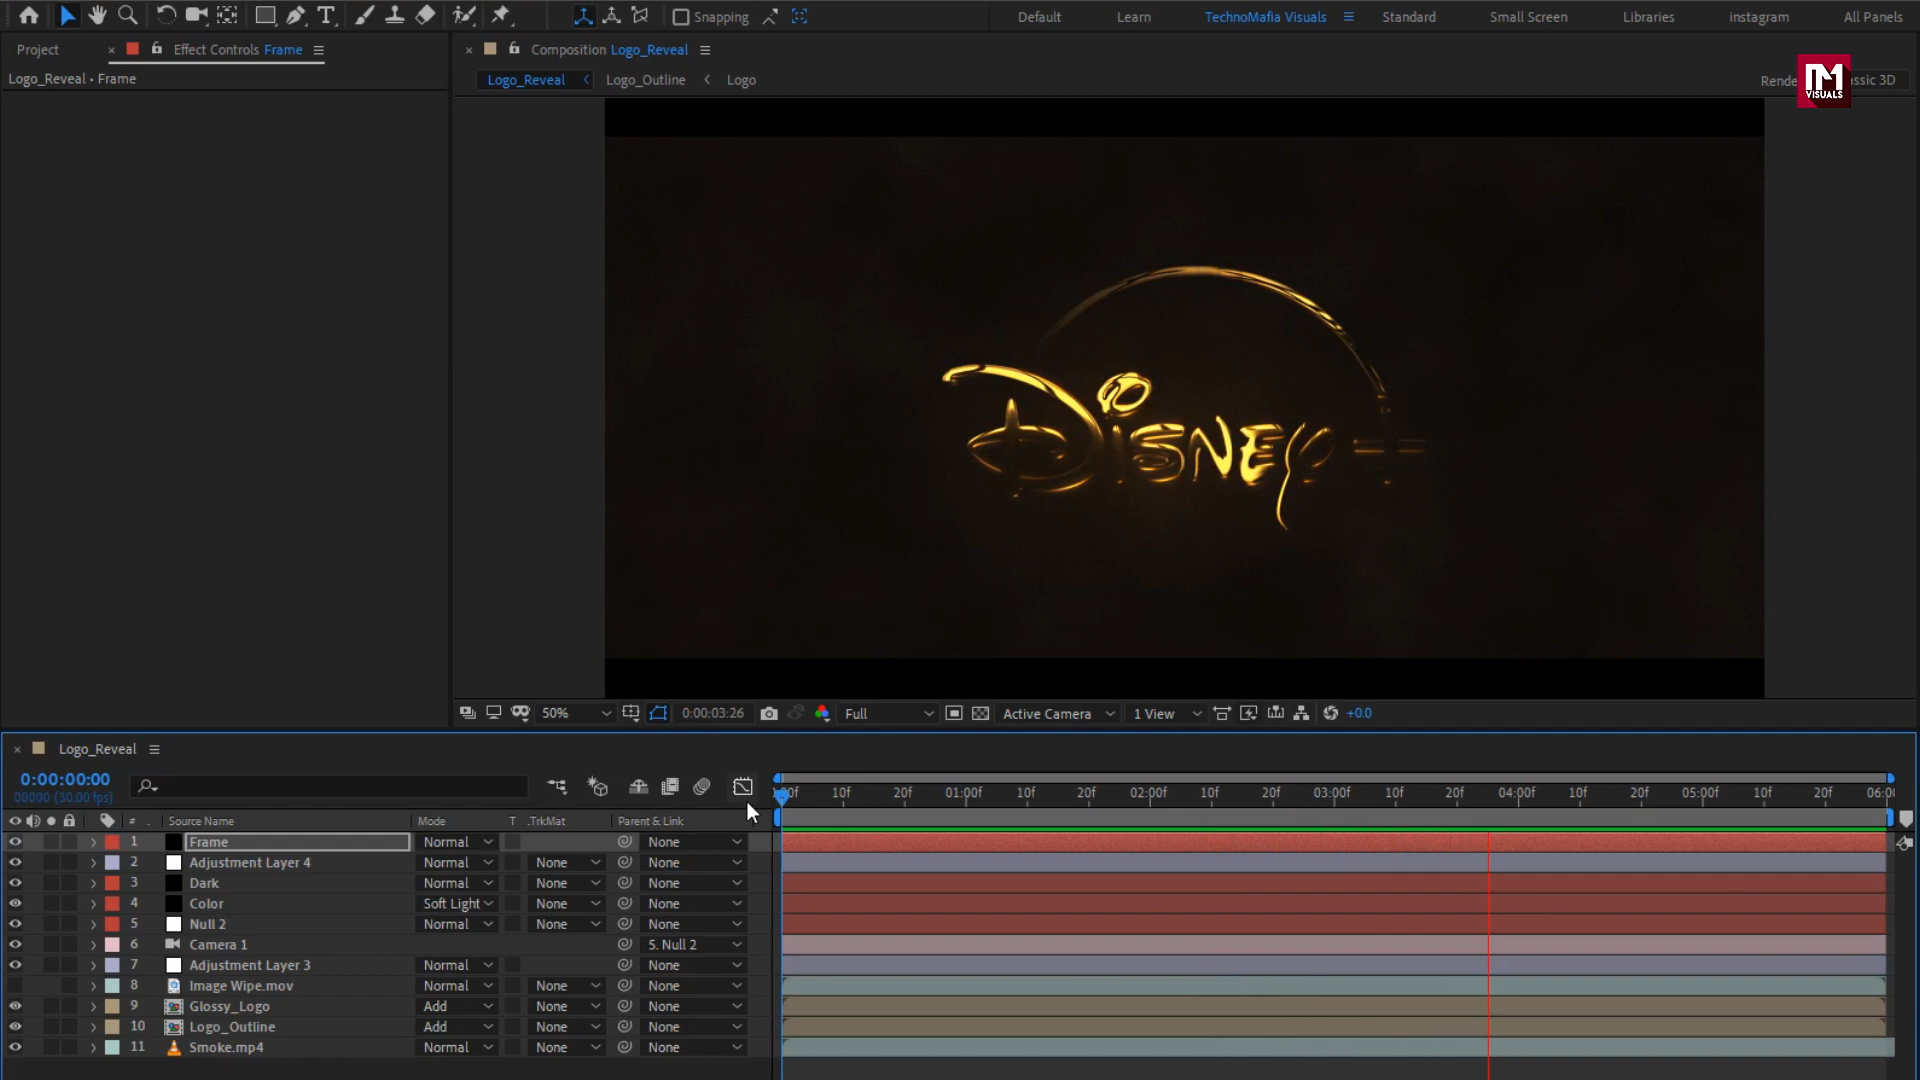 Snapping
Default
Learn
TechnoMafia Visuals
Standard
Small Screen
Libraries
instagram
All Panels
Project
Effect Controls Frame
Composition Logo_Reveal
Logo_Reveal • Frame
Logo_Reveal
Logo_Outline
Logo
Rende
assic 3D
VISUALS
DISNEY+
50%
0:00:03:26
Full
Active Camera
1 View
+0.0
Logo_Reveal
0:00:00:00
00000 (30.00 fps)
00f 10f 20f 01:00f 10f 20f 02:00f 10f 20f 03:00f 10f 20f 04:00f 10f 20f 05:00f 10f 20f 06:00
# Source Name Mode T .TrkMat Parent & Link
1 Frame Normal None
2 Adjustment Layer 4 Normal None None
3 Dark Normal None None
4 Color Soft Light None None
5 Null 2 Normal None None
6 Camera 1 5. Null 2
7 Adjustment Layer 3 Normal None
8 Image Wipe.mov Normal None None
9 Glossy_Logo Add None None
10 Logo_Outline Add None None
11 Smoke.mp4 Normal None None